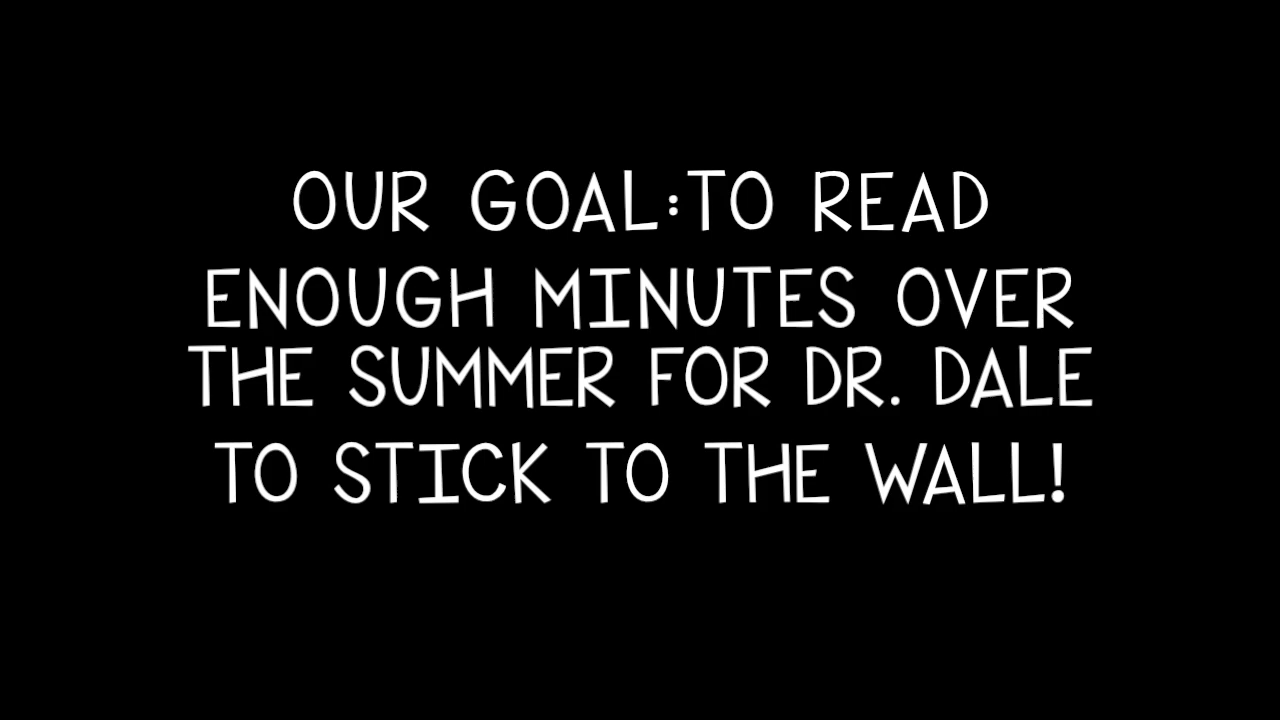 OUR GOAL:TO READ
ENOUGH MINUTES OVER
THE SUMMER FOR DR. DALE
TO STICK TO THE WALL!